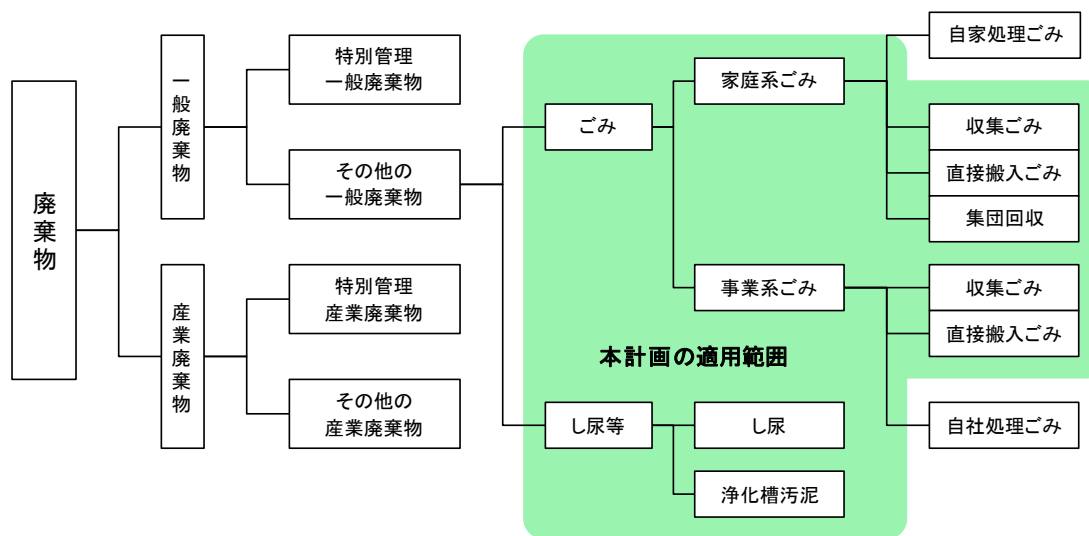 廃棄物
一般廃棄物
特別管理
一般廃棄物
その他の
一般廃棄物
産業廃棄物
特別管理
産業廃棄物
その他の
産業廃棄物
ごみ
家庭系ごみ
自家処理ごみ
収集ごみ
直接搬入ごみ
集団回収
事業系ごみ
収集ごみ
直接搬入ごみ
自社処理ごみ
本計画の適用範囲
し尿等
し尿
浄化槽汚泥